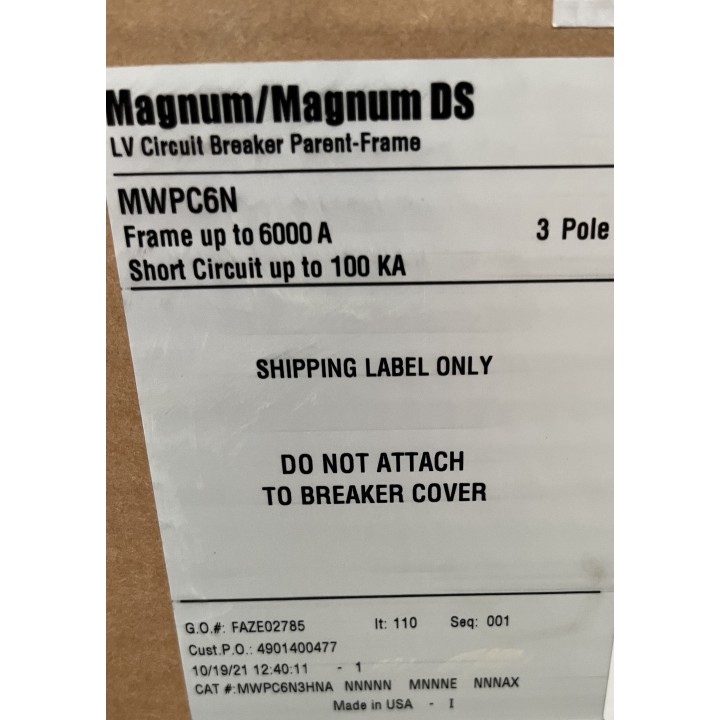 Magnum/Magnum DS
LV Circuit Breaker Parent-Frame
MWPC6N
Frame up to 6000 A 3 Pole
Short Circuit up to 100 KA
SHIPPING LABEL ONLY
DO NOT ATTACH
TO BREAKER COVER
G.O.#: FAZE02785 It: 110 Seq: 001
Cust.P.O.: 4901400477
10/19/21 12:40:11 - 1
CAT #:MWPC6N3HNA NNNNN MNNNE NNNAX
Made in USA - I